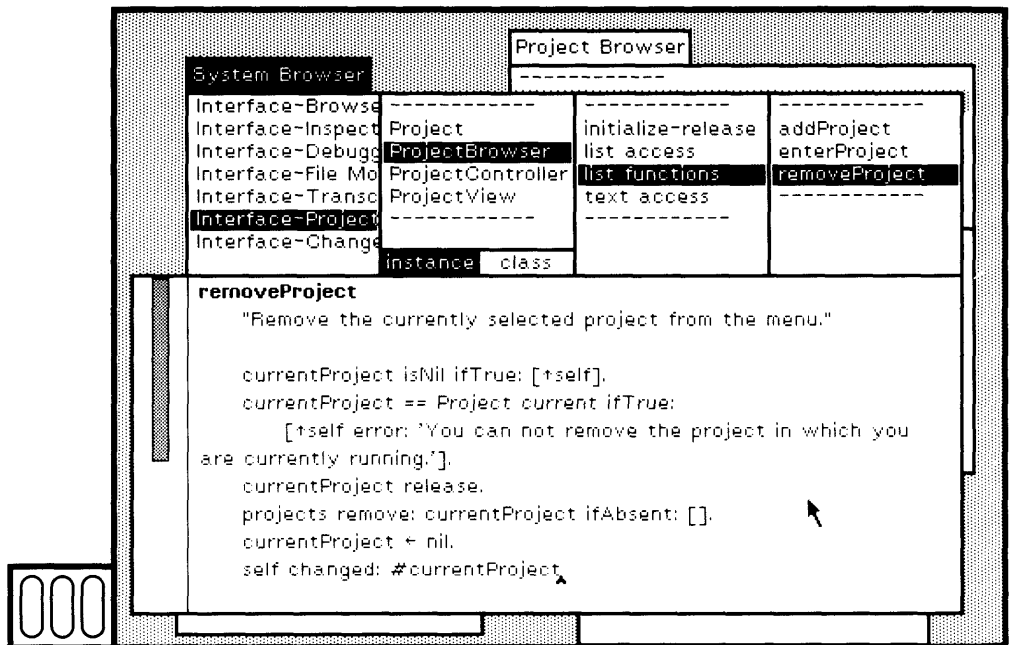 Project Browser
------------
System Browser
Interface-Browse
Interface-Inspect
Interface-Debugg
Interface-File Mo
Interface-Transc
Interface-Project
Interface-Change
------------
Project
ProjectBrowser
ProjectController
ProjectView
------------
instance class
------------
initialize-release
list access
list functions
text access
------------
------------
addProject
enterProject
removeProject
------------
removeProject
"Remove the currently selected project from the menu."
currentProject isNil ifTrue: [↑self].
currentProject == Project current ifTrue:
[↑self error: 'You can not remove the project in which you
are currently running.'].
currentProject release.
projects remove: currentProject ifAbsent: [].
currentProject ← nil.
self changed: #currentProject